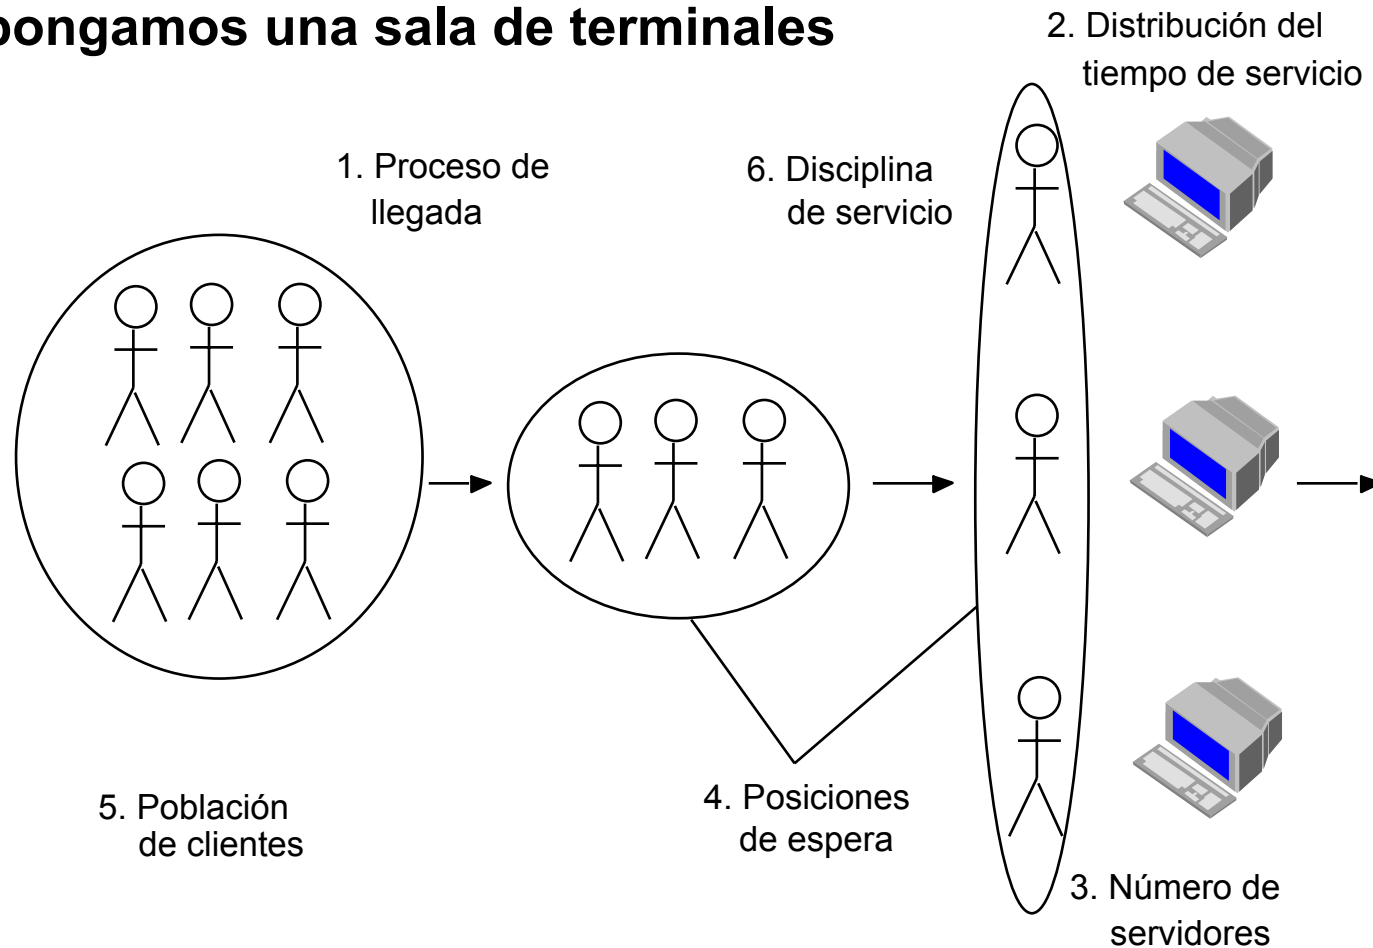 pongamos una sala de terminales
2. Distribución del
tiempo de servicio
1. Proceso de
llegada
6. Disciplina
de servicio
5. Población
de clientes
4. Posiciones
de espera
3. Número de
servidores